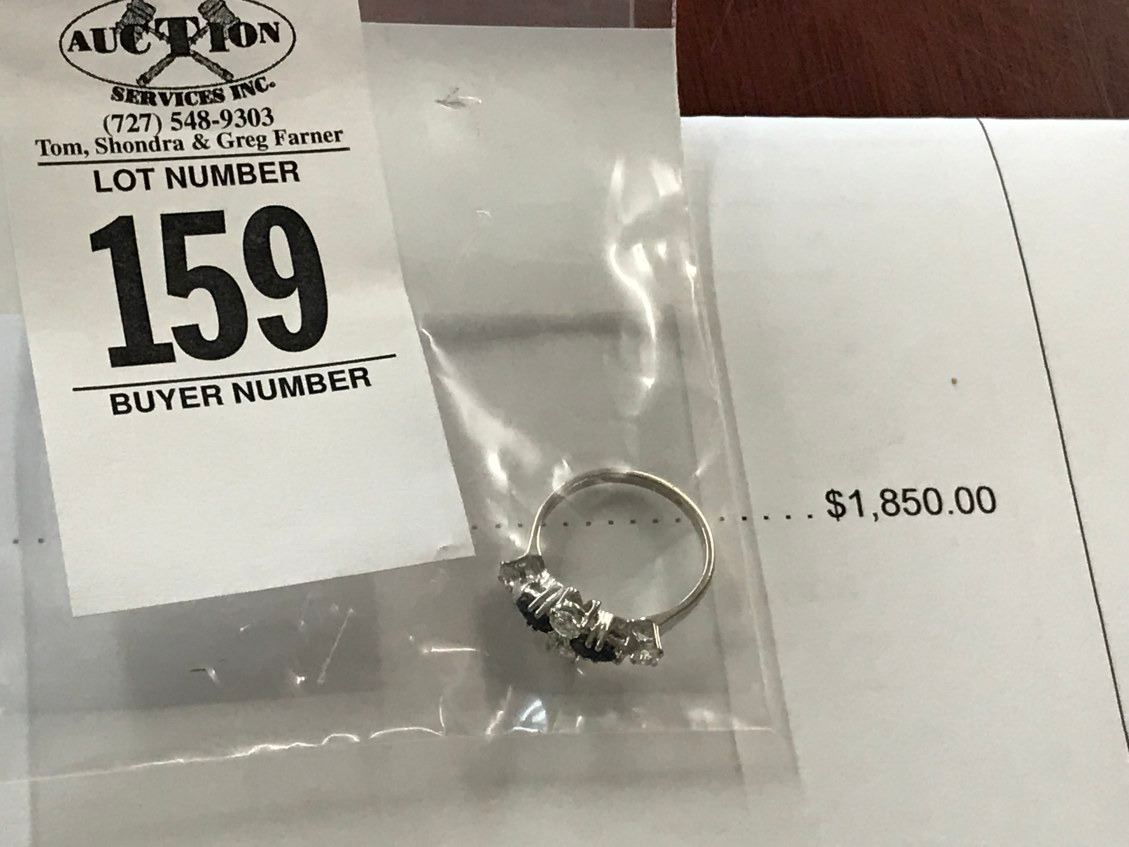 AUCTION
SERVICES INC.
(727) 548-9303
Tom, Shondra & Greg Farner
LOT NUMBER
159
BUYER NUMBER
$1,850.00